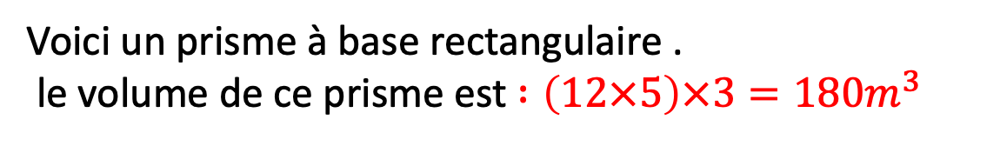 Voici un prisme à base rectangulaire .
le volume de ce prisme est : (12×5)×3 = 180m³